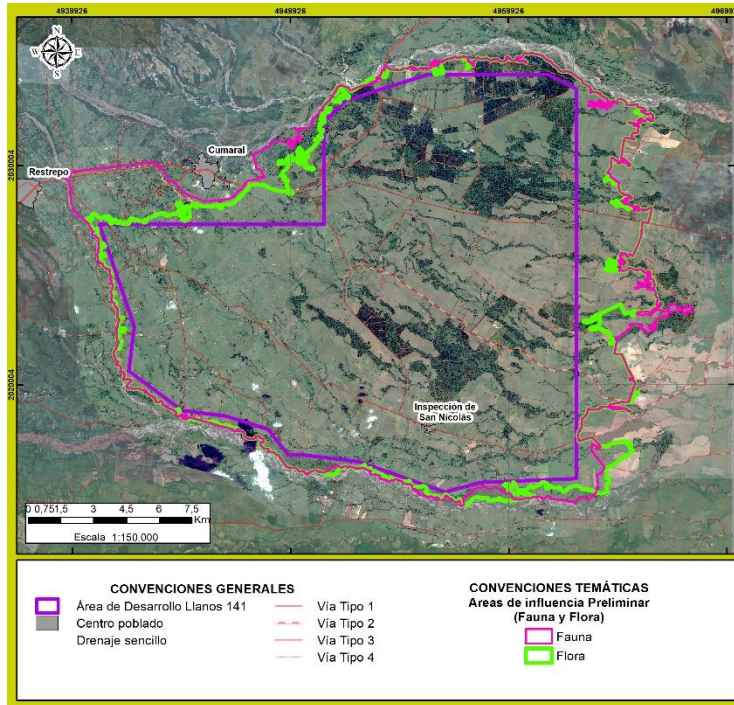 4939926 4949926 4959926
N
W E
S
2030004
2020004
Cumaral
Restrepo
Inspección de
San Nicolás
0 0,751,5 3 4,5 6 7,5
Km
Escala 1:150.000
CONVENCIONES GENERALES
Área de Desarrollo Llanos 141
Centro poblado
Drenaje sencillo
Vía Tipo 1
Vía Tipo 2
Vía Tipo 3
Vía Tipo 4
CONVENCIONES TEMÁTICAS
Areas de influencia Preliminar
(Fauna y Flora)
Fauna
Flora